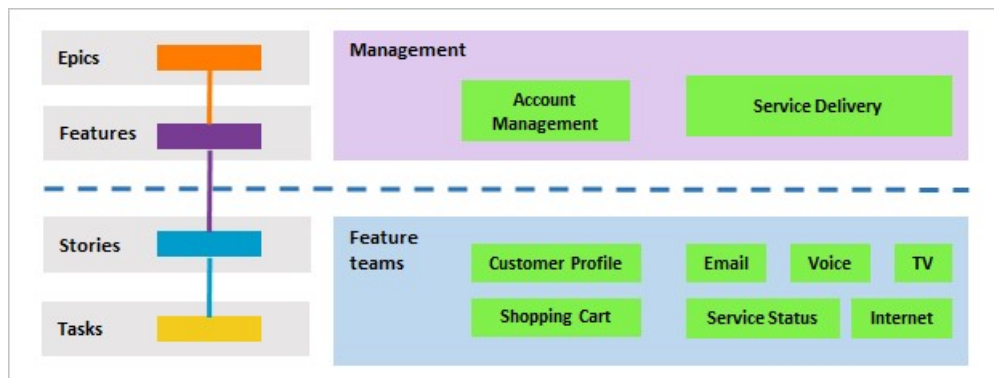 Epics
Features
Stories
Tasks
Management
Account
Management
Service Delivery
Feature
teams
Customer Profile
Email
Voice
TV
Shopping Cart
Service Status
Internet